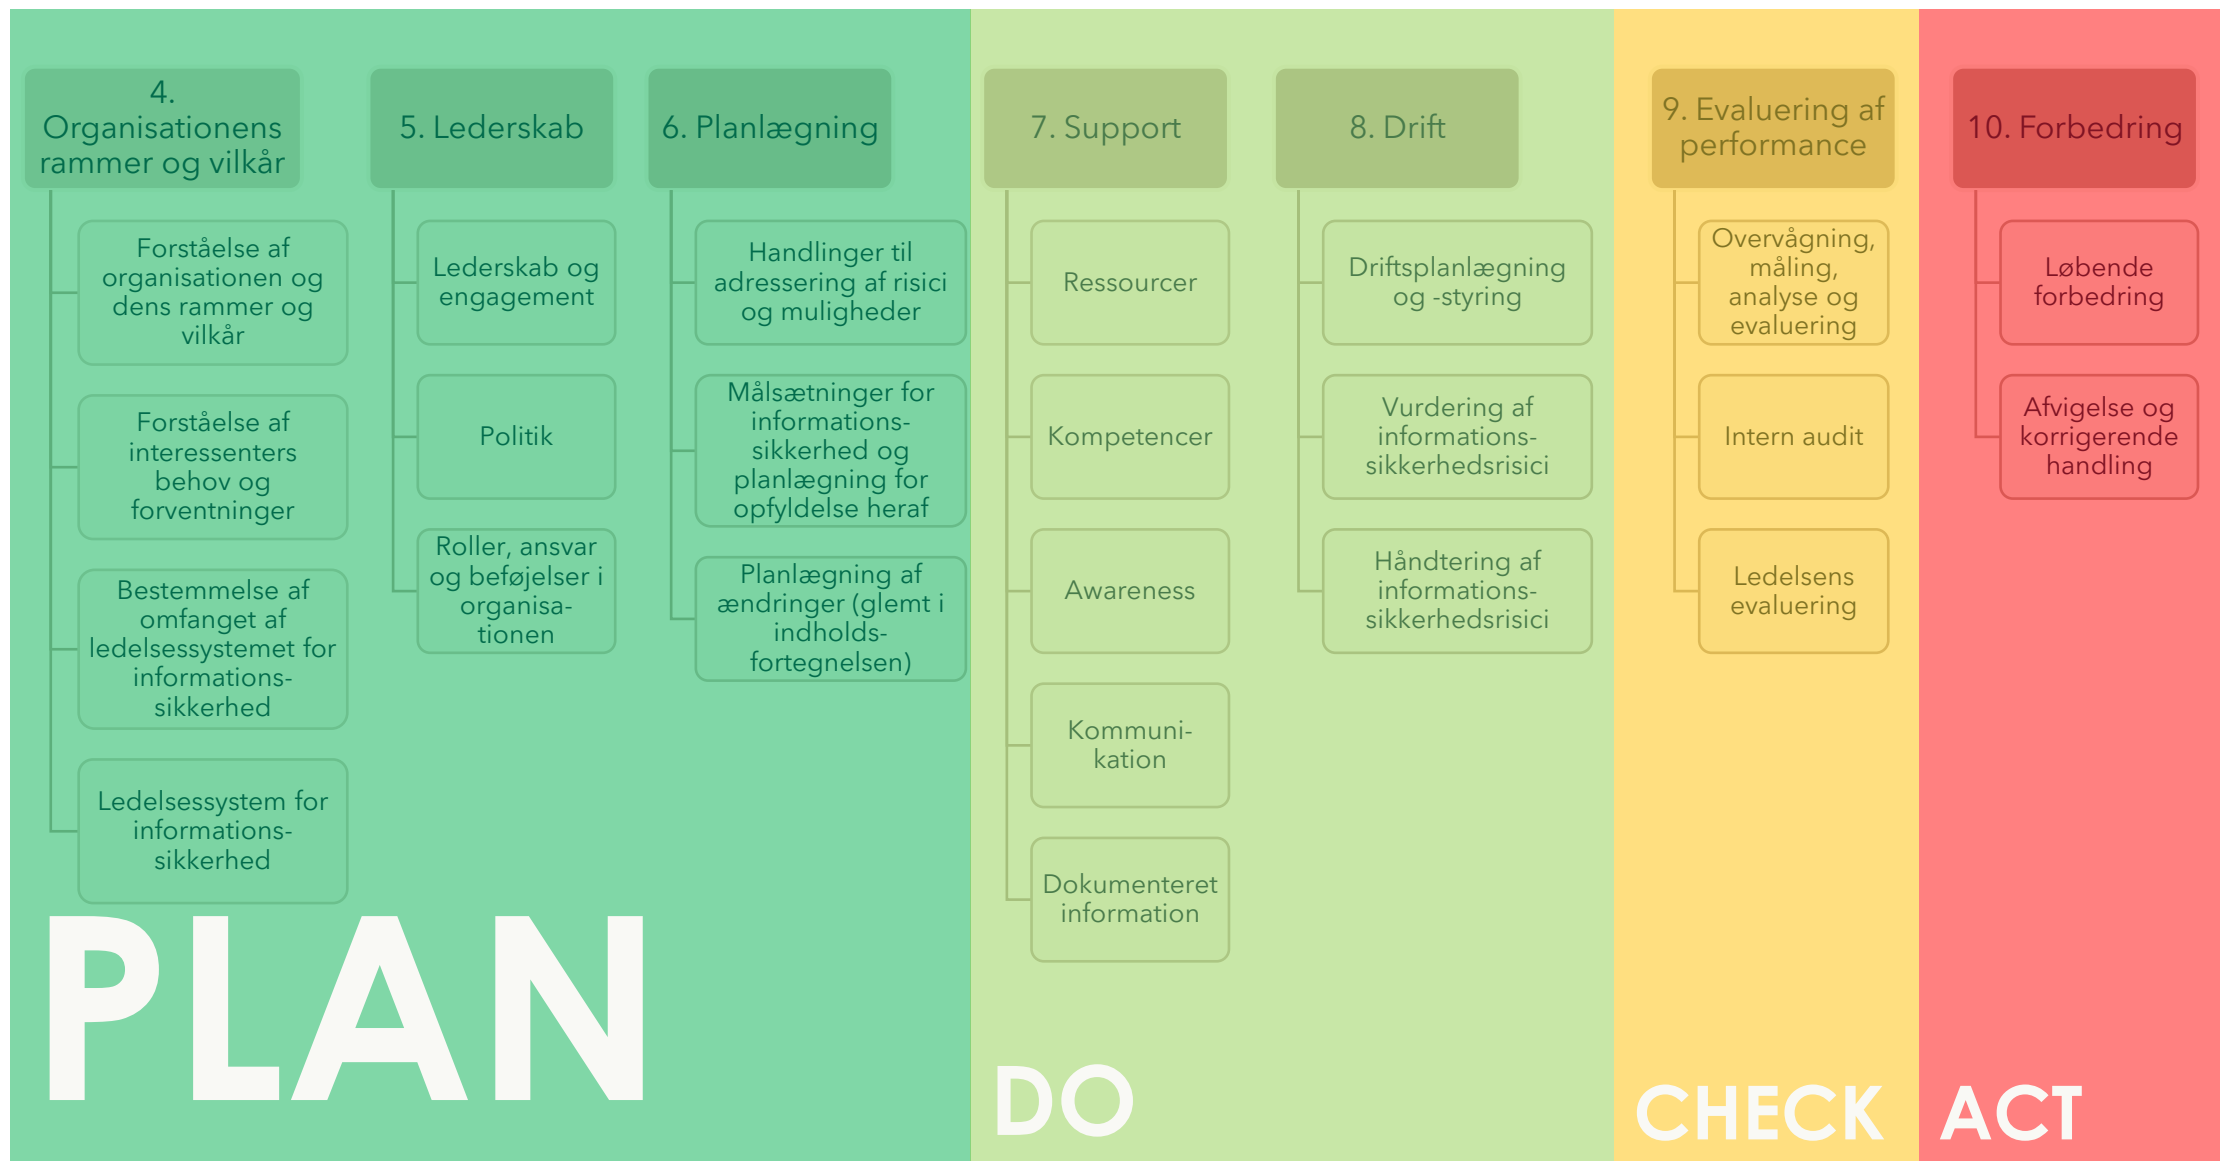 4.
Organisationens
rammer og vilkår
Forståelse af
organisationen og
dens rammer og
vilkår
Forståelse af
interessenters
behov og
forventninger
Bestemmelse af
omfanget af
ledelsessystemet for
informations-
sikkerhed
Ledelsessystem for
informations-
sikkerhed
5. Lederskab
Lederskab og
engagement
Politik
Roller, ansvar
og beføjelser i
organisa-
tionen
6. Planlægning
Handlinger til
adressering af risici
og muligheder
Målsætninger for
informations-
sikkerhed og
planlægning for
opfyldelse heraf
Planlægning af
ændringer (glemt i
indholds-
fortegnelsen)
PLAN
7. Support
Ressourcer
Kompetencer
Awareness
Kommuni-
kation
Dokumenteret
information
8. Drift
Driftsplanlægning
og -styring
Vurdering af
informations-
sikkerhedsrisici
Håndtering af
informations-
sikkerhedsrisici
DO
9. Evaluering af
performance
Overvågning,
måling,
analyse og
evaluering
Intern audit
Ledelsens
evaluering
CHECK
10. Forbedring
Løbende
forbedring
Afvigelse og
korrigerende
handling
ACT